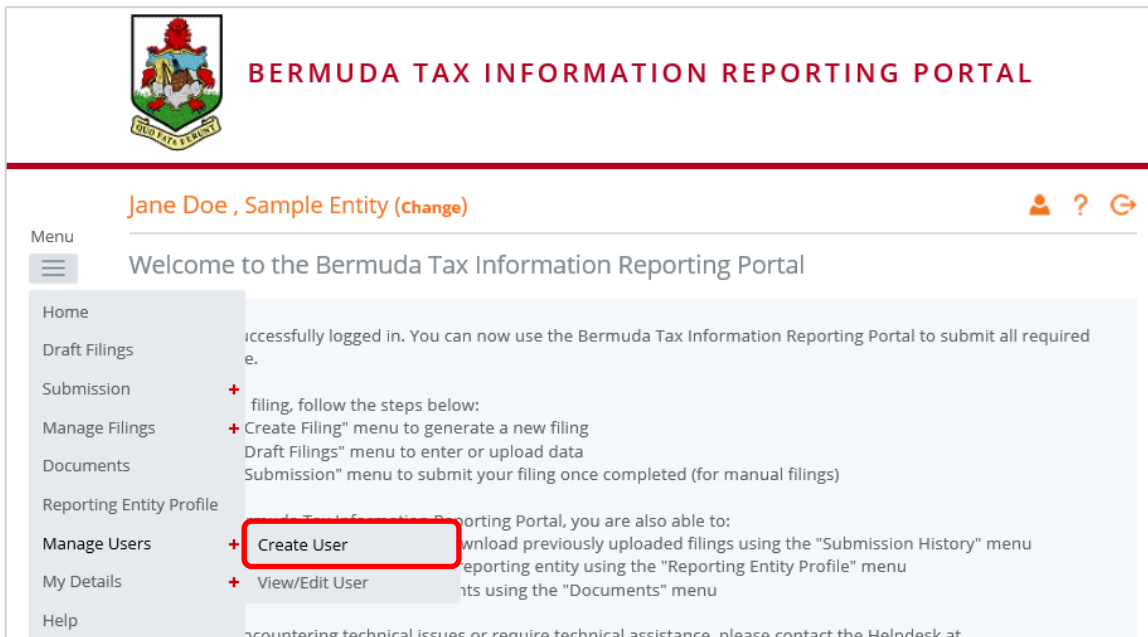 BERMUDA TAX INFORMATION REPORTING PORTAL
QUO FATA FERUNT
Jane Doe , Sample Entity (Change)
?
Menu
Welcome to the Bermuda Tax Information Reporting Portal
Home
Draft Filings
Submission +
Manage Filings +
Documents
Reporting Entity Profile
Manage Users +
My Details +
Help
Create User
View/Edit User
uccessfully logged in. You can now use the Bermuda Tax Information Reporting Portal to submit all required
e.
filing, follow the steps below:
Create Filing" menu to generate a new filing
Draft Filings" menu to enter or upload data
Submission" menu to submit your filing once completed (for manual filings)
Tax Information Reporting Portal, you are also able to:
wnload previously uploaded filings using the "Submission History" menu
reporting entity using the "Reporting Entity Profile" menu
nts using the "Documents" menu
ncountering technical issues or require technical assistance, please contact the Helpdesk at